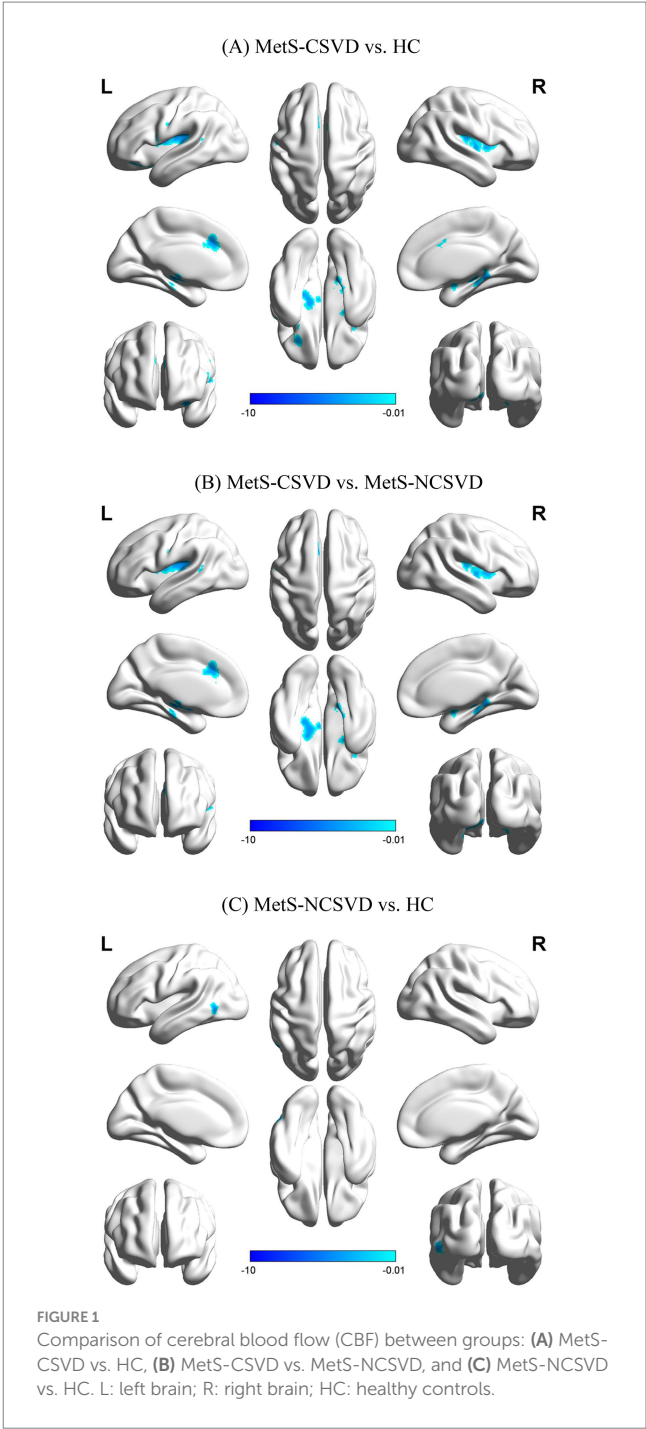 (A) MetS-CSVD vs. HC
L
R
-10
-0.01
(B) MetS-CSVD vs. MetS-NCSVD
L
R
-10
-0.01
(C) MetS-NCSVD vs. HC
L
R
-10
-0.01
FIGURE 1
Comparison of cerebral blood flow (CBF) between groups: (A) MetS-
CSVD vs. HC, (B) MetS-CSVD vs. MetS-NCSVD, and (C) MetS-NCSVD
vs. HC. L: left brain; R: right brain; HC: healthy controls.